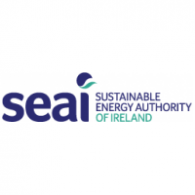 seai
SUSTAINABLE
ENERGY AUTHORITY
OF IRELAND